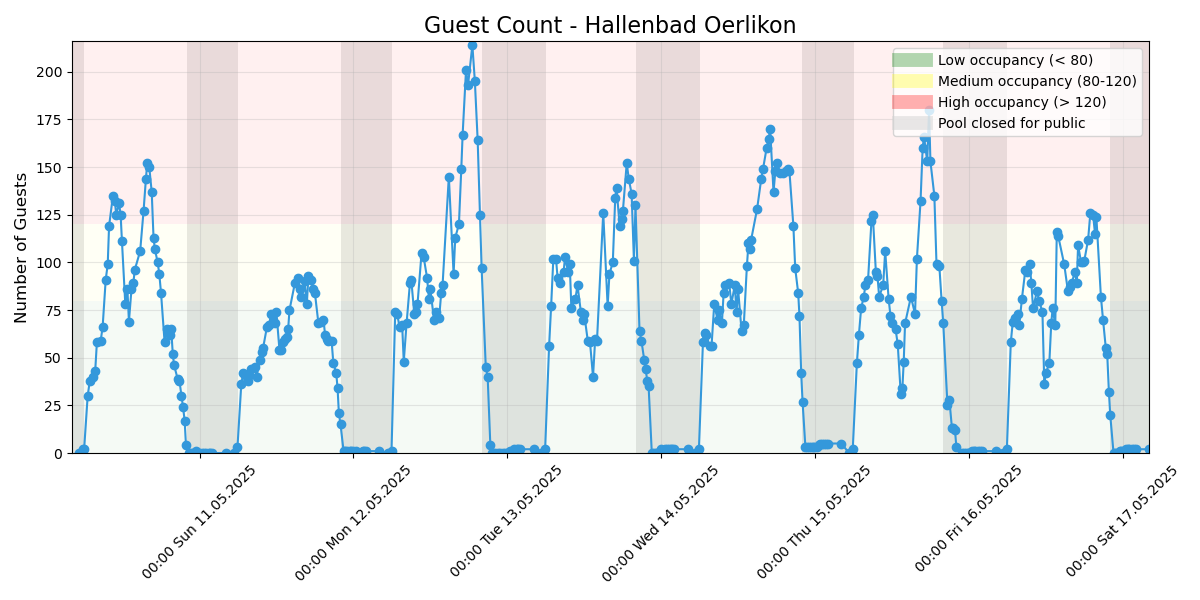 Guest Count - Hallenbad Oerlikon
Low occupancy (< 80)
Medium occupancy (80-120)
High occupancy (> 120)
Pool closed for public
Number of Guests
200
175
150
125
100
75
50
25
0
00:00 Sun 11.05.2025
00:00 Mon 12.05.2025
00:00 Tue 13.05.2025
00:00 Wed 14.05.2025
00:00 Thu 15.05.2025
00:00 Fri 16.05.2025
00:00 Sat 17.05.2025